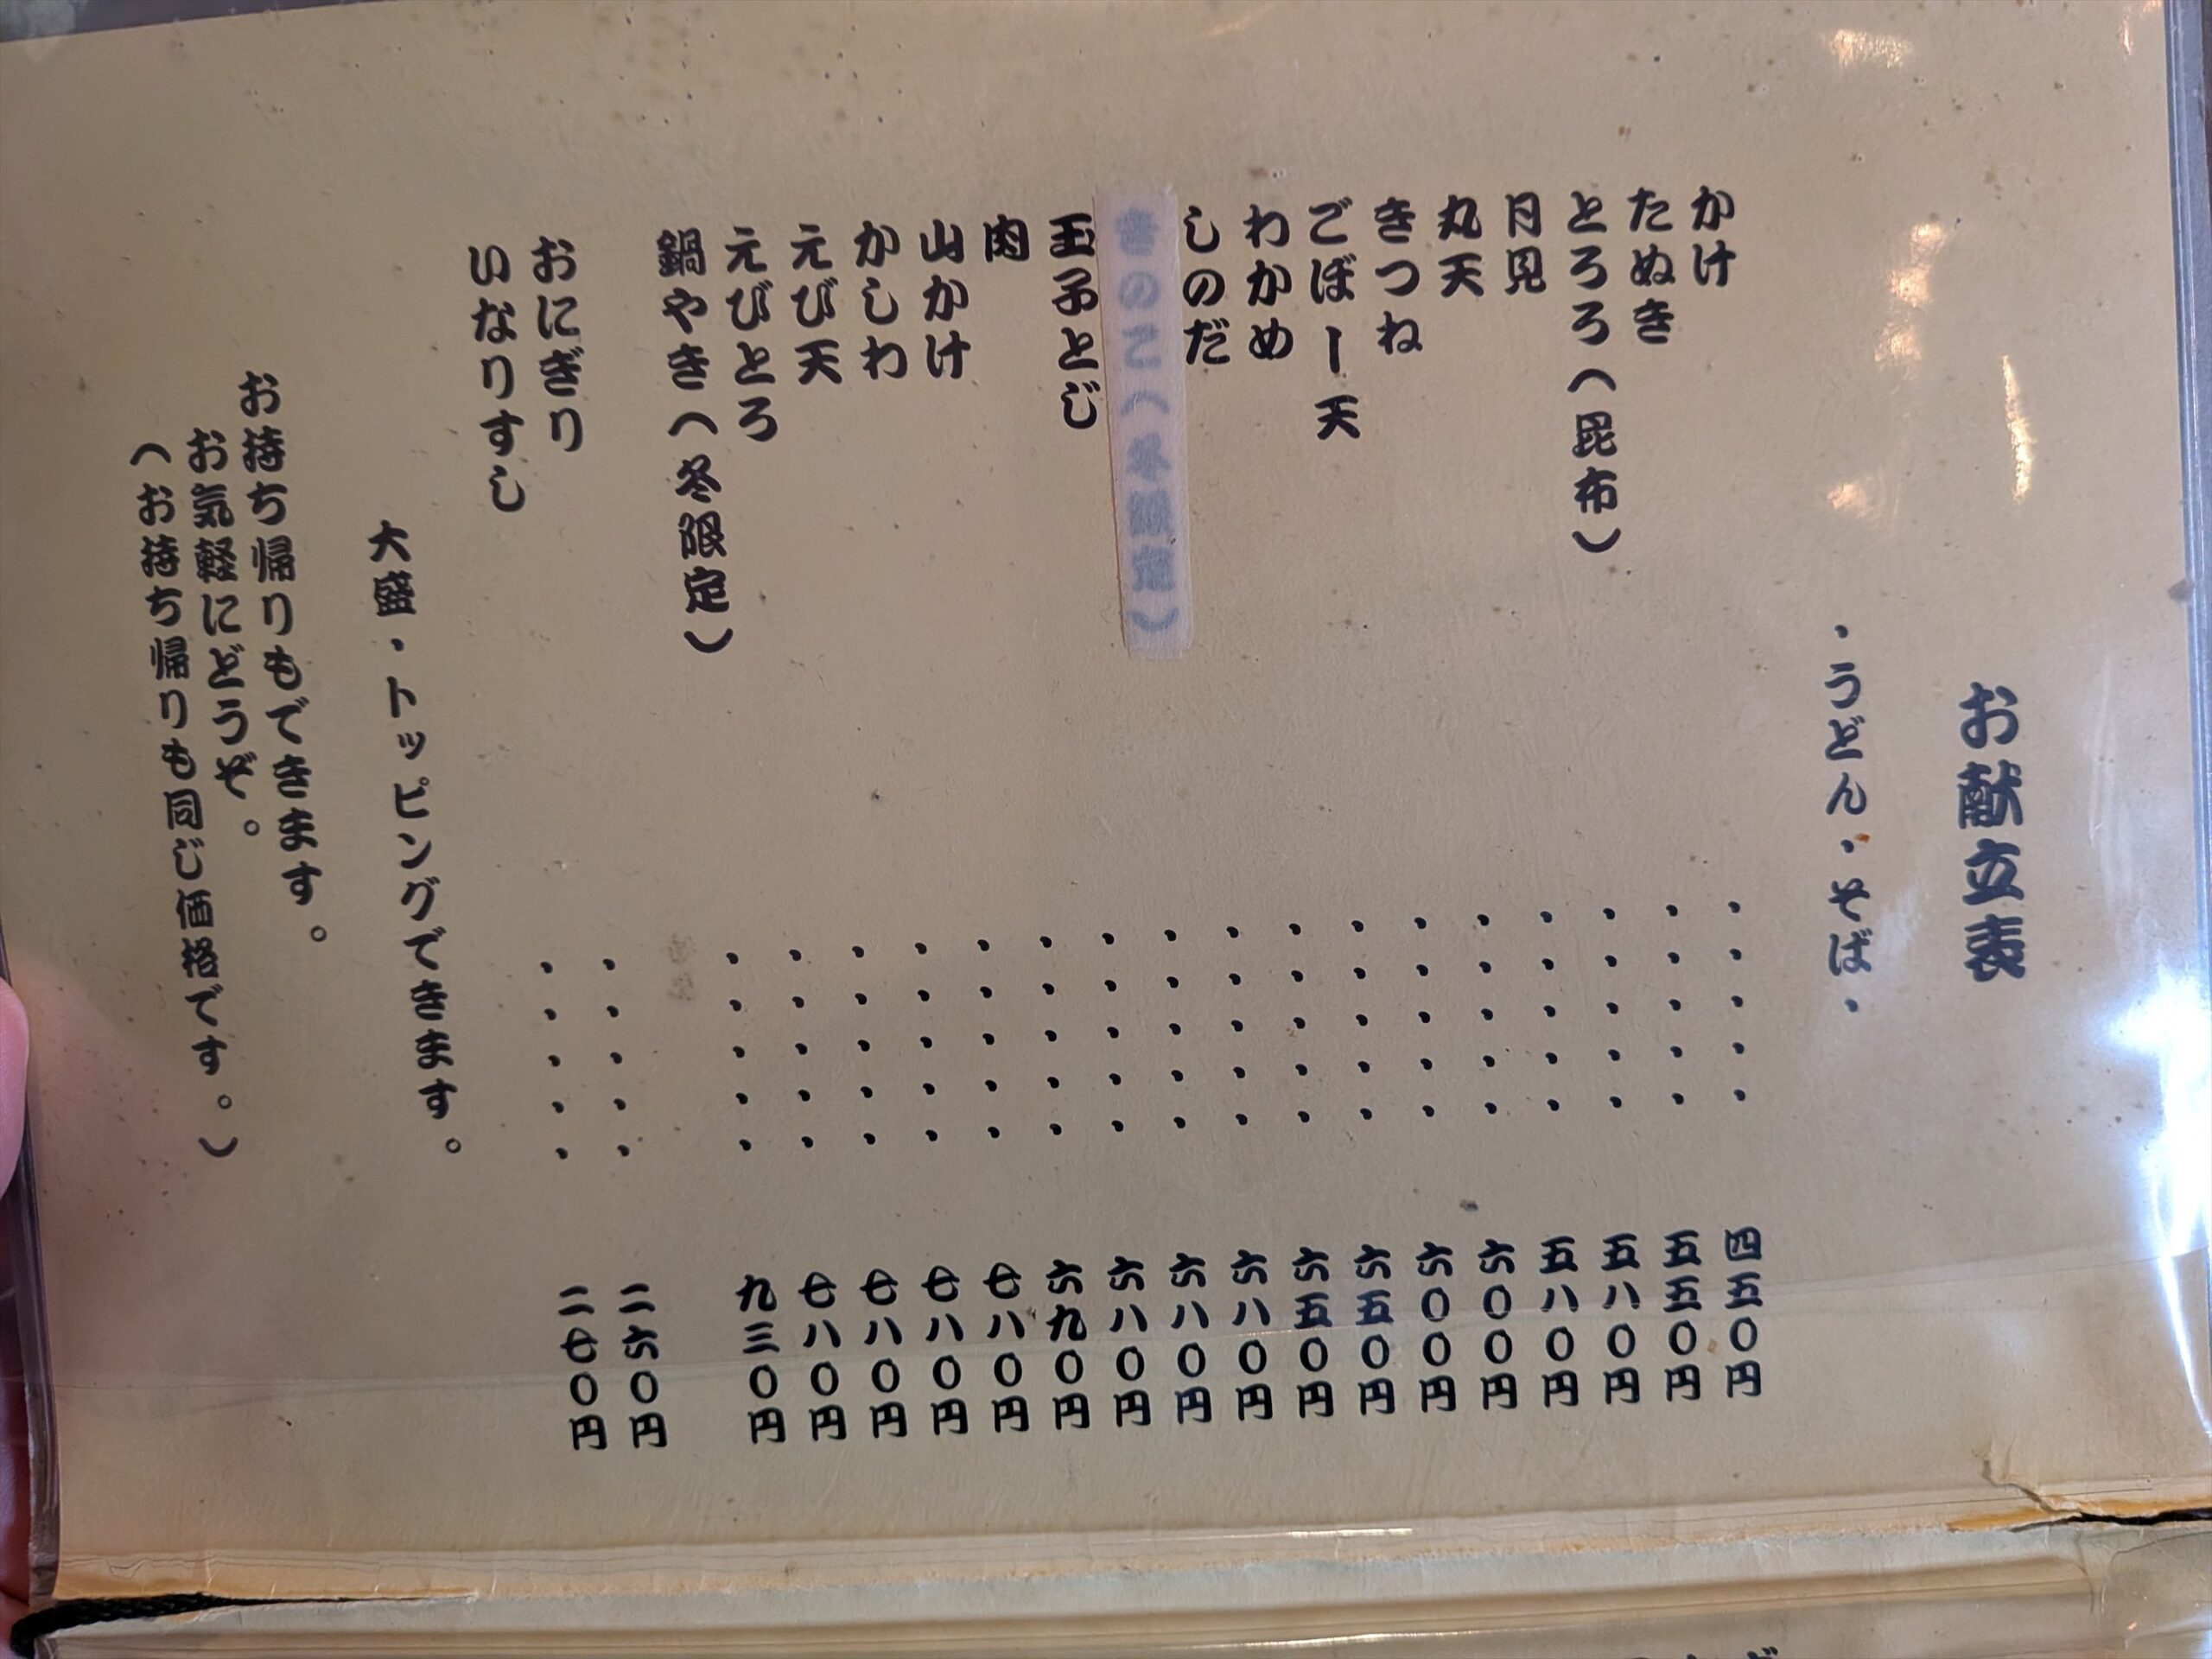 お献立表
・うどん・そば・
かけ・・・・・四五〇円
たぬき・・・・・五五〇円
とろろ（昆布）・・・・・五八〇円
月見・・・・・五八〇円
丸天・・・・・六〇〇円
きつね・・・・・六〇〇円
ごぼー天・・・・・六五〇円
わかめ・・・・・六五〇円
しのだ・・・・・六八〇円
きのこ（冬限定）・・・・・六八〇円
玉子とじ・・・・・六八〇円
肉・・・・・六九〇円
山かけ・・・・・七八〇円
かしわ・・・・・七八〇円
えび天・・・・・七八〇円
えびとろ・・・・・七八〇円
鍋やき（冬限定）・・・・・九三〇円
おにぎり・・・・・二六〇円
いなりすし・・・・・二七〇円
大盛・トッピングできます。
お持ち帰りもできます。
お気軽にどうぞ。
（お持ち帰りも同じ価格です。）